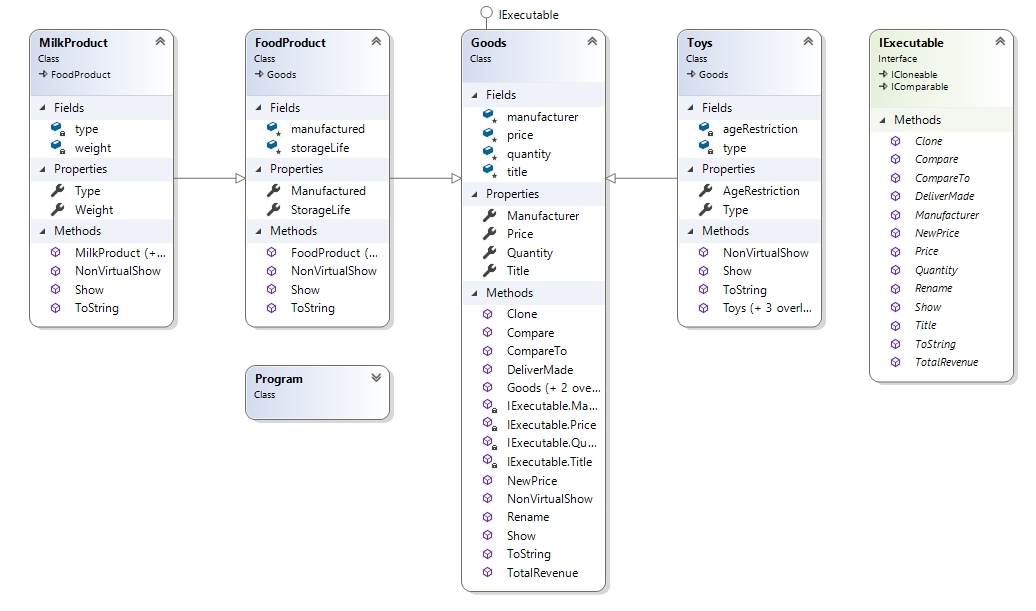 IExecutable
MilkProduct
Class
FoodProduct
Fields
type
weight
Properties
Type
Weight
Methods
MilkProduct (+...
NonVirtualShow
Show
ToString
FoodProduct
Class
Goods
Fields
manufactured
storageLife
Properties
Manufactured
StorageLife
Methods
FoodProduct (...
NonVirtualShow
Show
ToString
Program
Class
Goods
Class
Fields
manufacturer
price
quantity
title
Properties
Manufacturer
Price
Quantity
Title
Methods
Clone
Compare
CompareTo
DeliverMade
Goods (+ 2 ove...
IExecutable.Ma...
IExecutable.Price
IExecutable.Qu...
IExecutable.Title
NewPrice
NonVirtualShow
Rename
Show
ToString
TotalRevenue
Toys
Class
Goods
Fields
ageRestriction
type
Properties
AgeRestriction
Type
Methods
NonVirtualShow
Show
ToString
Toys (+ 3 overl...
IExecutable
Interface
ICloneable
IComparable
Methods
Clone
Compare
CompareTo
DeliverMade
Manufacturer
NewPrice
Price
Quantity
Rename
Show
Title
ToString
TotalRevenue